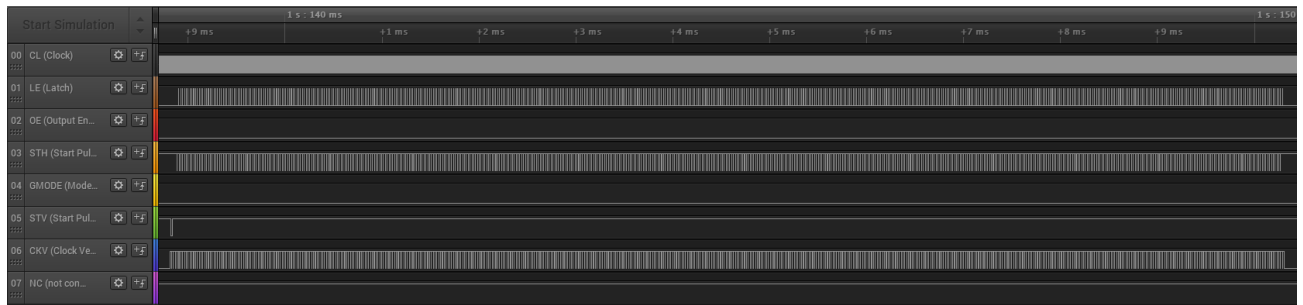 Start Simulation
1 s : 140 ms
1 s : 150
+9 ms
+1 ms
+2 ms
+3 ms
+4 ms
+5 ms
+6 ms
+7 ms
+8 ms
+9 ms
00 CL (Clock)
01 LE (Latch)
02 OE (Output En...
03 STH (Start Pul...
04 GMODE (Mode...
05 STV (Start Pul...
06 CKV (Clock Ve...
07 NC (not con...